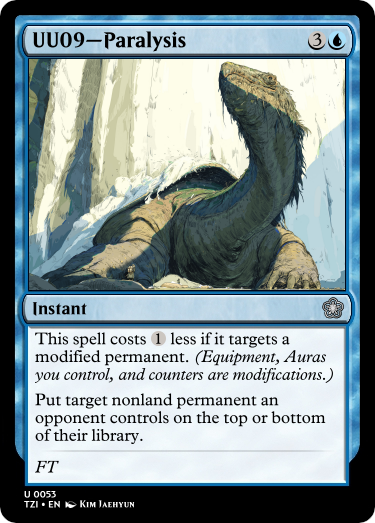 UU09—Paralysis 3
Instant
This spell costs 1 less if it targets a
modified permanent. (Equipment, Auras
you control, and counters are modifications.)
Put target nonland permanent an
opponent controls on the top or bottom
of their library.
FT
U 0053
TZI • EN Kim Jaehyun